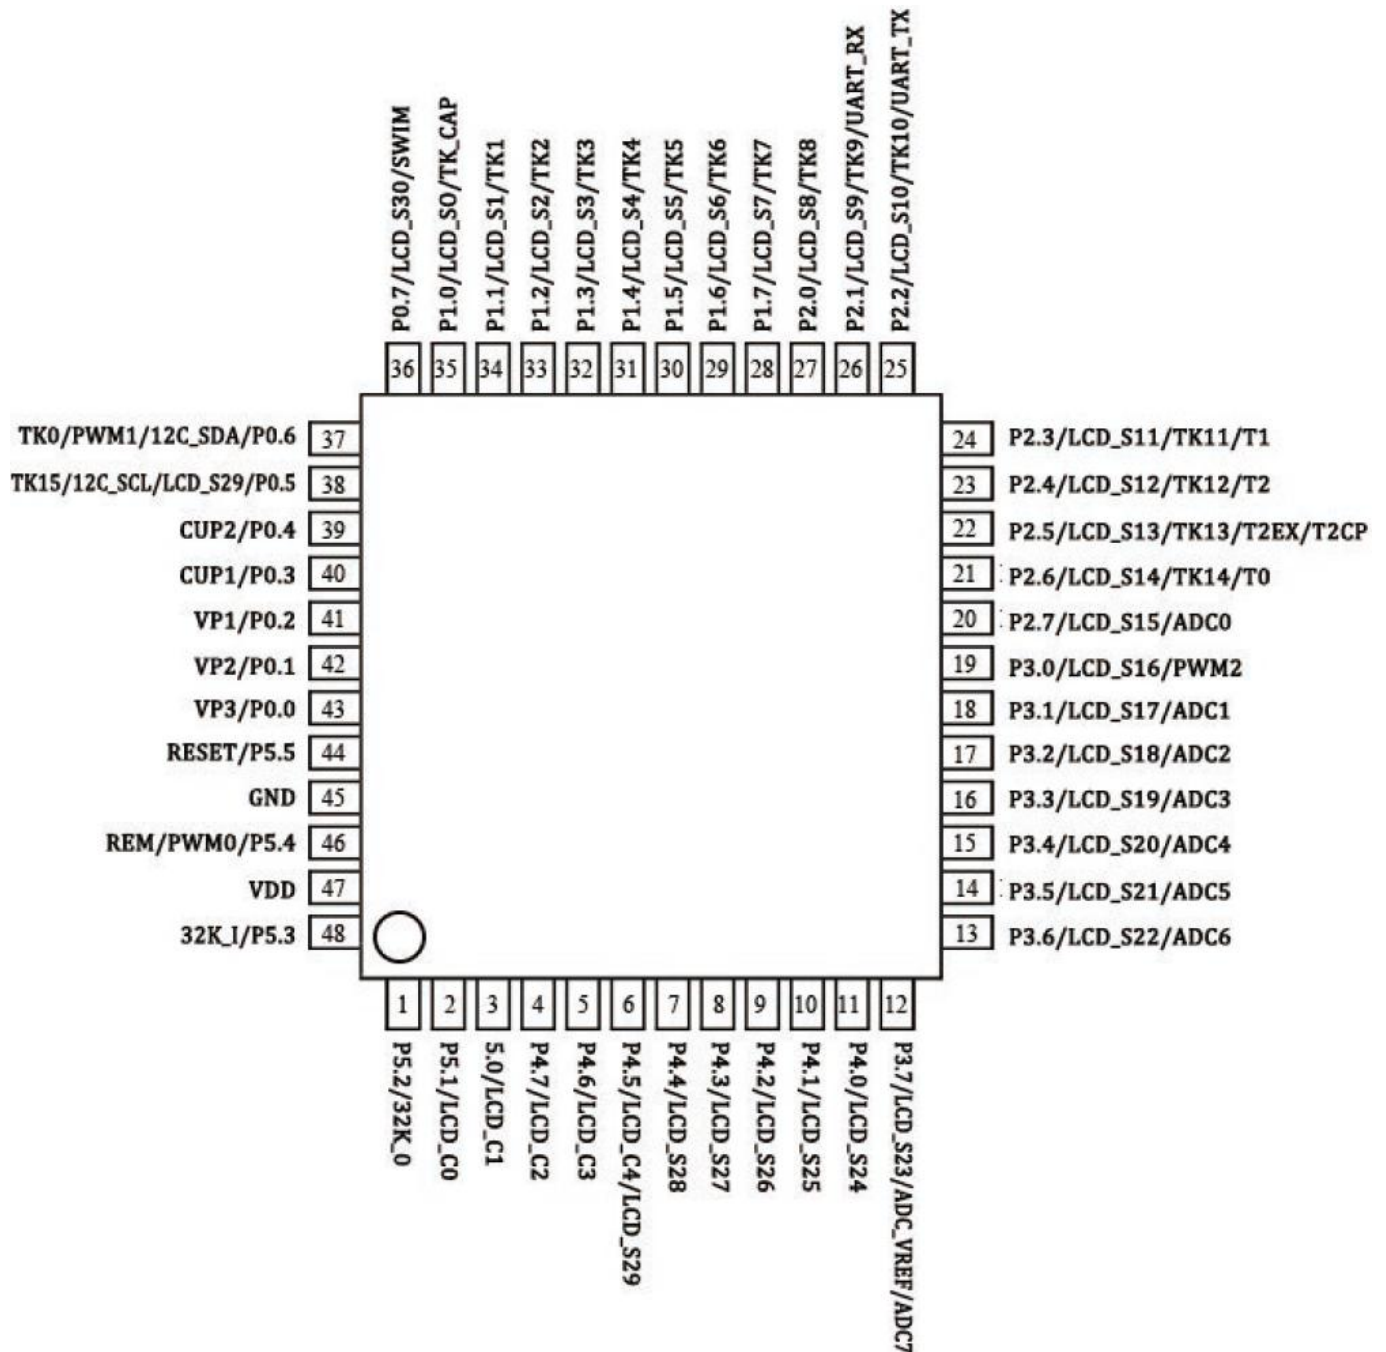 P0.7/LCD_S30/SWIM
P1.0/LCD_S0/TK_CAP
P1.1/LCD_S1/TK1
P1.2/LCD_S2/TK2
P1.3/LCD_S3/TK3
P1.4/LCD_S4/TK4
P1.5/LCD_S5/TK5
P1.6/LCD_S6/TK6
P1.7/LCD_S7/TK7
P2.0/LCD_S8/TK8
P2.1/LCD_S9/TK9/UART_RX
P2.2/LCD_S10/TK10/UART_TX
36 35 34 33 32 31 30 29 28 27 26 25
TK0/PWM1/12C_SDA/P0.6 37
TK15/12C_SCL/LCD_S29/P0.5 38
CUP2/P0.4 39
CUP1/P0.3 40
VP1/P0.2 41
VP2/P0.1 42
VP3/P0.0 43
RESET/P5.5 44
GND 45
REM/PWM0/P5.4 46
VDD 47
32K_I/P5.3 48
24 P2.3/LCD_S11/TK11/T1
23 P2.4/LCD_S12/TK12/T2
22 P2.5/LCD_S13/TK13/T2EX/T2CP
21 P2.6/LCD_S14/TK14/T0
20 P2.7/LCD_S15/ADC0
19 P3.0/LCD_S16/PWM2
18 P3.1/LCD_S17/ADC1
17 P3.2/LCD_S18/ADC2
16 P3.3/LCD_S19/ADC3
15 P3.4/LCD_S20/ADC4
14 P3.5/LCD_S21/ADC5
13 P3.6/LCD_S22/ADC6
1 2 3 4 5 6 7 8 9 10 11 12
P5.2/32K_0
P5.1/LCD_C0
5.0/LCD_C1
P4.7/LCD_C2
P4.6/LCD_C3
P4.5/LCD_C4/LCD_S29
P4.4/LCD_S28
P4.3/LCD_S27
P4.2/LCD_S26
P4.1/LCD_S25
P4.0/LCD_S24
P3.7/LCD_S23/ADC_VREF/ADC7